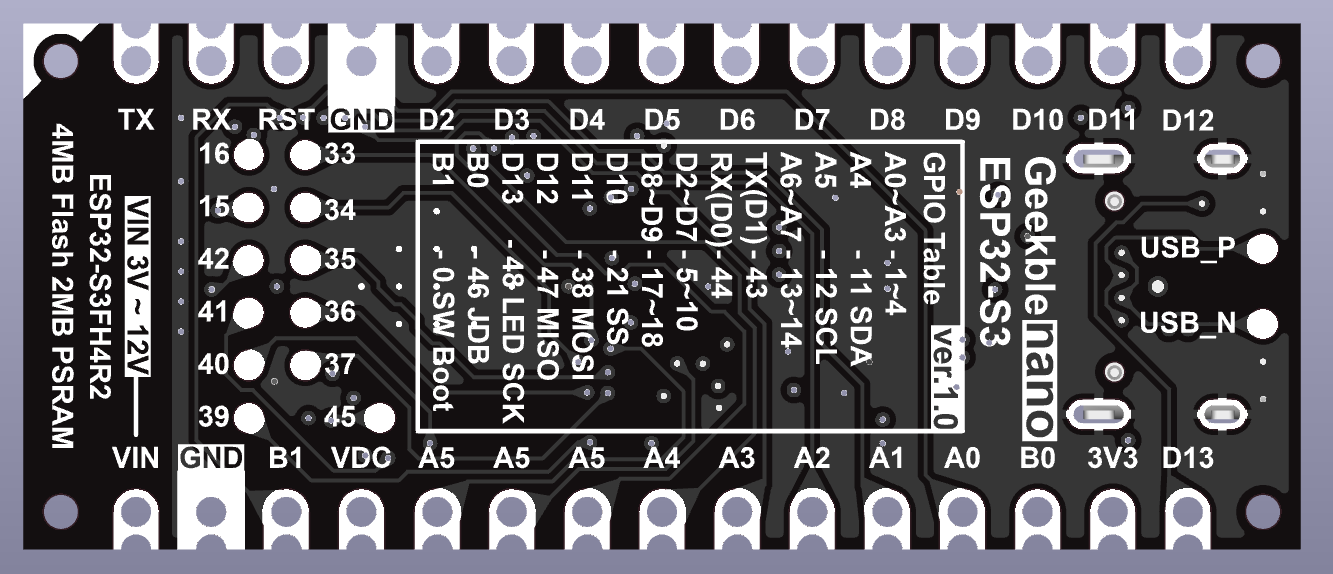 TX RX RST GND D2 D3 D4 D5 D6 D7 D8 D9 D10 D11 D12
16 33
15 34
42 35
41 36
40 37
39 45
Geekble nano
ESP32-S3
GPIO Table ver.1.0
A0~A3 - 1~4
A4 - 11 SDA
A5 - 12 SCL
A6~A7 - 13~14
TX(D1) - 43
RX(D0) - 44
D2~D7 - 5~10
D8~D9 - 17~18
D10 - 21 SS
D11 - 38 MOSI
D12 - 47 MISO
D13 - 48 LED SCK
B0 - 46 JDB
B1 - 0.SW Boot
USB_P
USB_N
VIN 3V ~ 12V
ESP32-S3FH4R2
4MB Flash 2MB PSRAM
VIN GND B1 VDC A5 A5 A5 A4 A3 A2 A1 A0 B0 3V3 D13